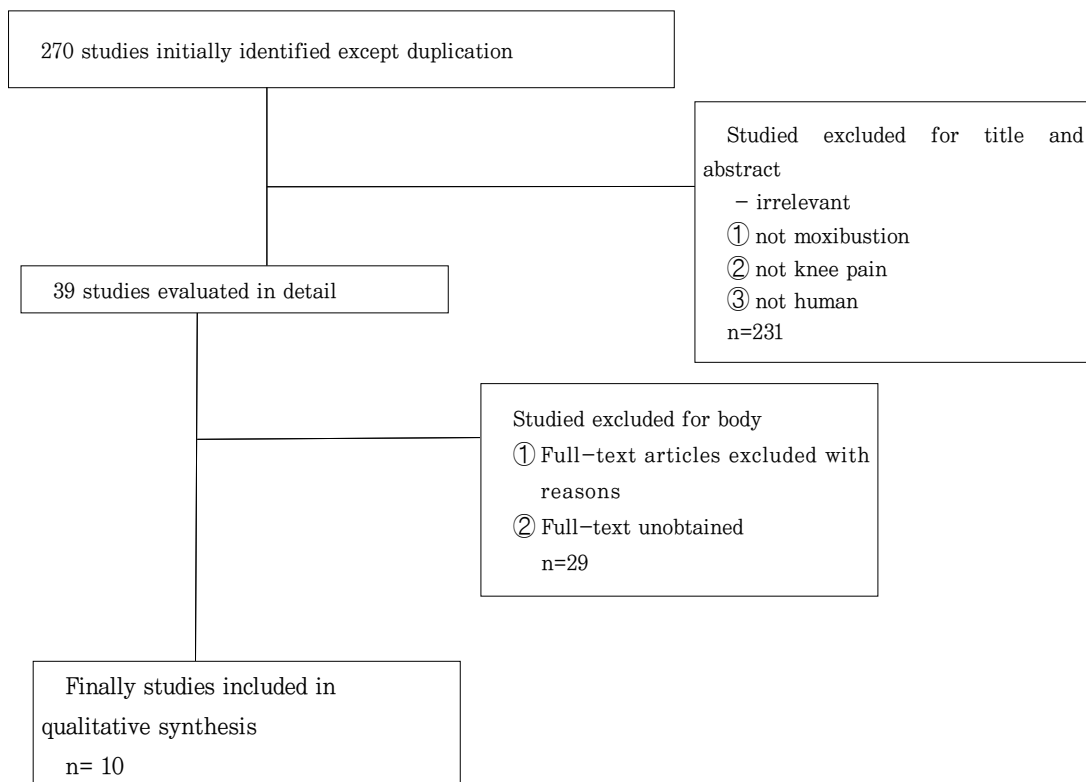 270 studies initially identified except duplication
Studied excluded for title and
abstract
− irrelevant
① not moxibustion
② not knee pain
③ not human
n=231
39 studies evaluated in detail
Studied excluded for body
① Full−text articles excluded with
reasons
② Full−text unobtained
n=29
Finally studies included in
qualitative synthesis
n= 10